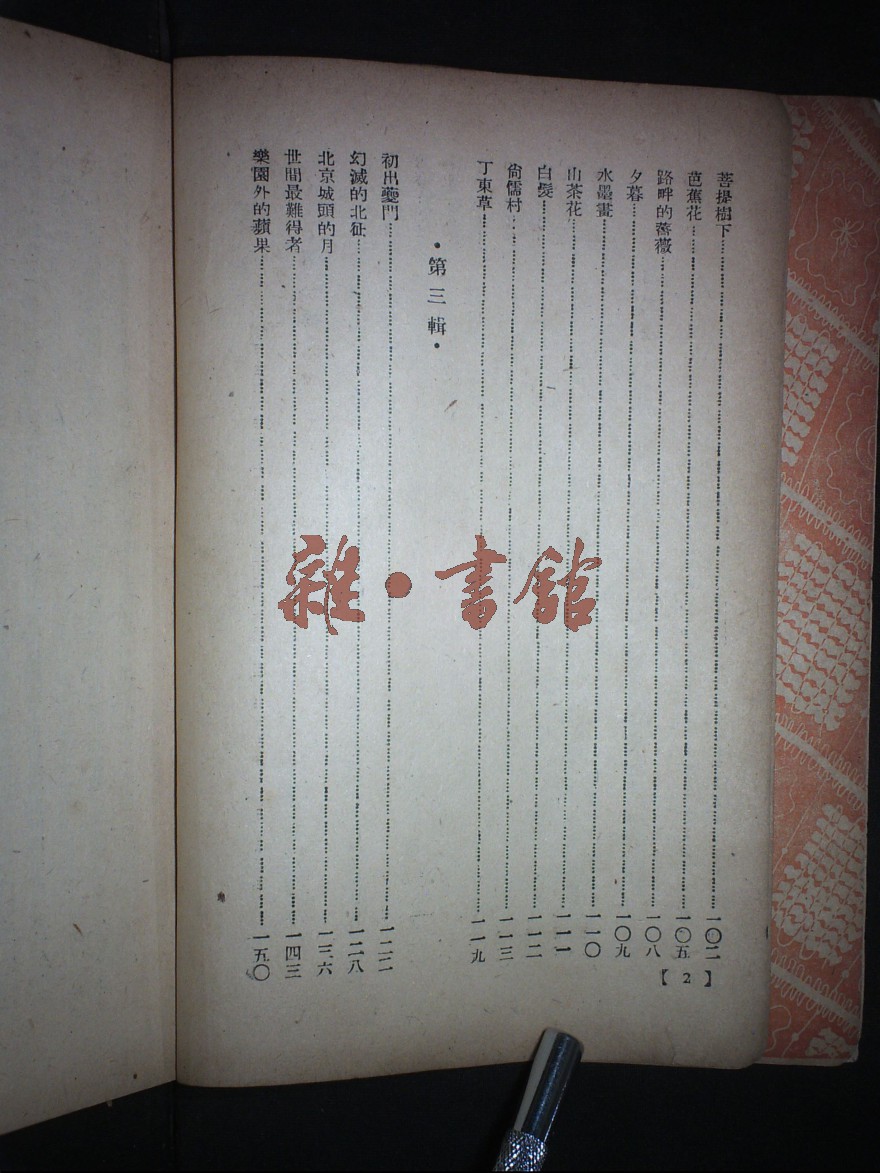 菩提樹下 一〇二
芭蕉花 一〇五
路畔的薔薇 一〇八
夕暮 一〇九
水墨畫 一一〇
山茶花 一一一
白髮 一一二
尙儒村 一一三
丁東草 一一九
•第三輯•
初出夔門 一二二
幻滅的北征 一二八
北京城頭的月 一三六
世間最難得者 一四三
樂園外的蘋果 一五〇
【2】
雜•書館